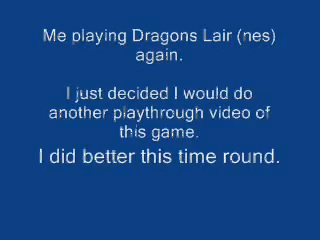 Me playing Dragons Lair (nes)
again.
I just decided I would do
another playthrough video of
this game.
I did better this time round.